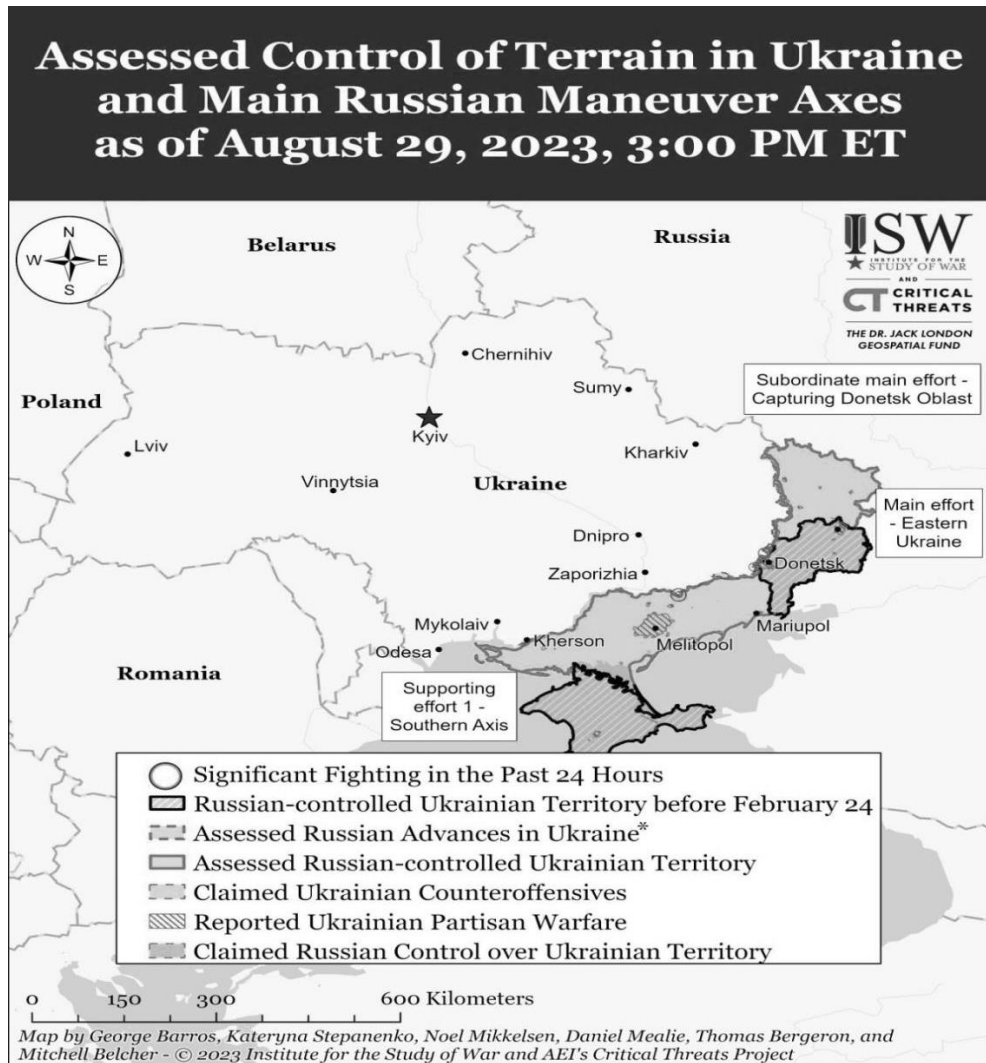 Assessed Control of Terrain in Ukraine
and Main Russian Maneuver Axes
as of August 29, 2023, 3:00 PM ET
N
W E
S
Belarus
Russia
ISW
INSTITUTE FOR THE
STUDY OF WAR
AND
CT CRITICAL
THREATS
THE DR. JACK LONDON
GEOSPATIAL FUND
Chernihiv
Sumy
Subordinate main effort -
Capturing Donetsk Oblast
Poland
Kyiv
Lviv
Kharkiv
Vinnytsia
Ukraine
Main effort
- Eastern
Ukraine
Dnipro
Donetsk
Zaporizhia
Mykolaiv
Mariupol
Kherson
Melitopol
Odesa
Romania
Supporting
effort 1 -
Southern Axis
Significant Fighting in the Past 24 Hours
Russian-controlled Ukrainian Territory before February 24
Assessed Russian Advances in Ukraine*
Assessed Russian-controlled Ukrainian Territory
Claimed Ukrainian Counteroffensives
Reported Ukrainian Partisan Warfare
Claimed Russian Control over Ukrainian Territory
0 150 300 600 Kilometers
Map by George Barros, Kateryna Stepanenko, Noel Mikkelsen, Daniel Mealie, Thomas Bergeron, and
Mitchell Belcher - © 2023 Institute for the Study of War and AEI's Critical Threats Project